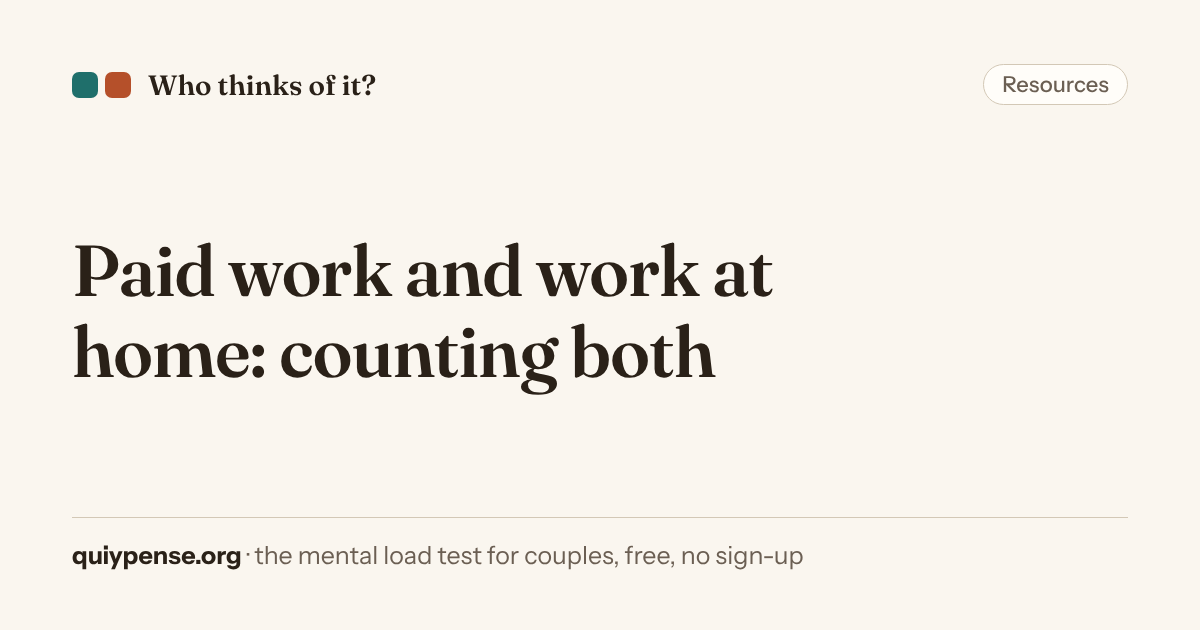 Who thinks of it?
Resources
Paid work and work at
home: counting both
quiypense.org · the mental load test for couples, free, no sign-up